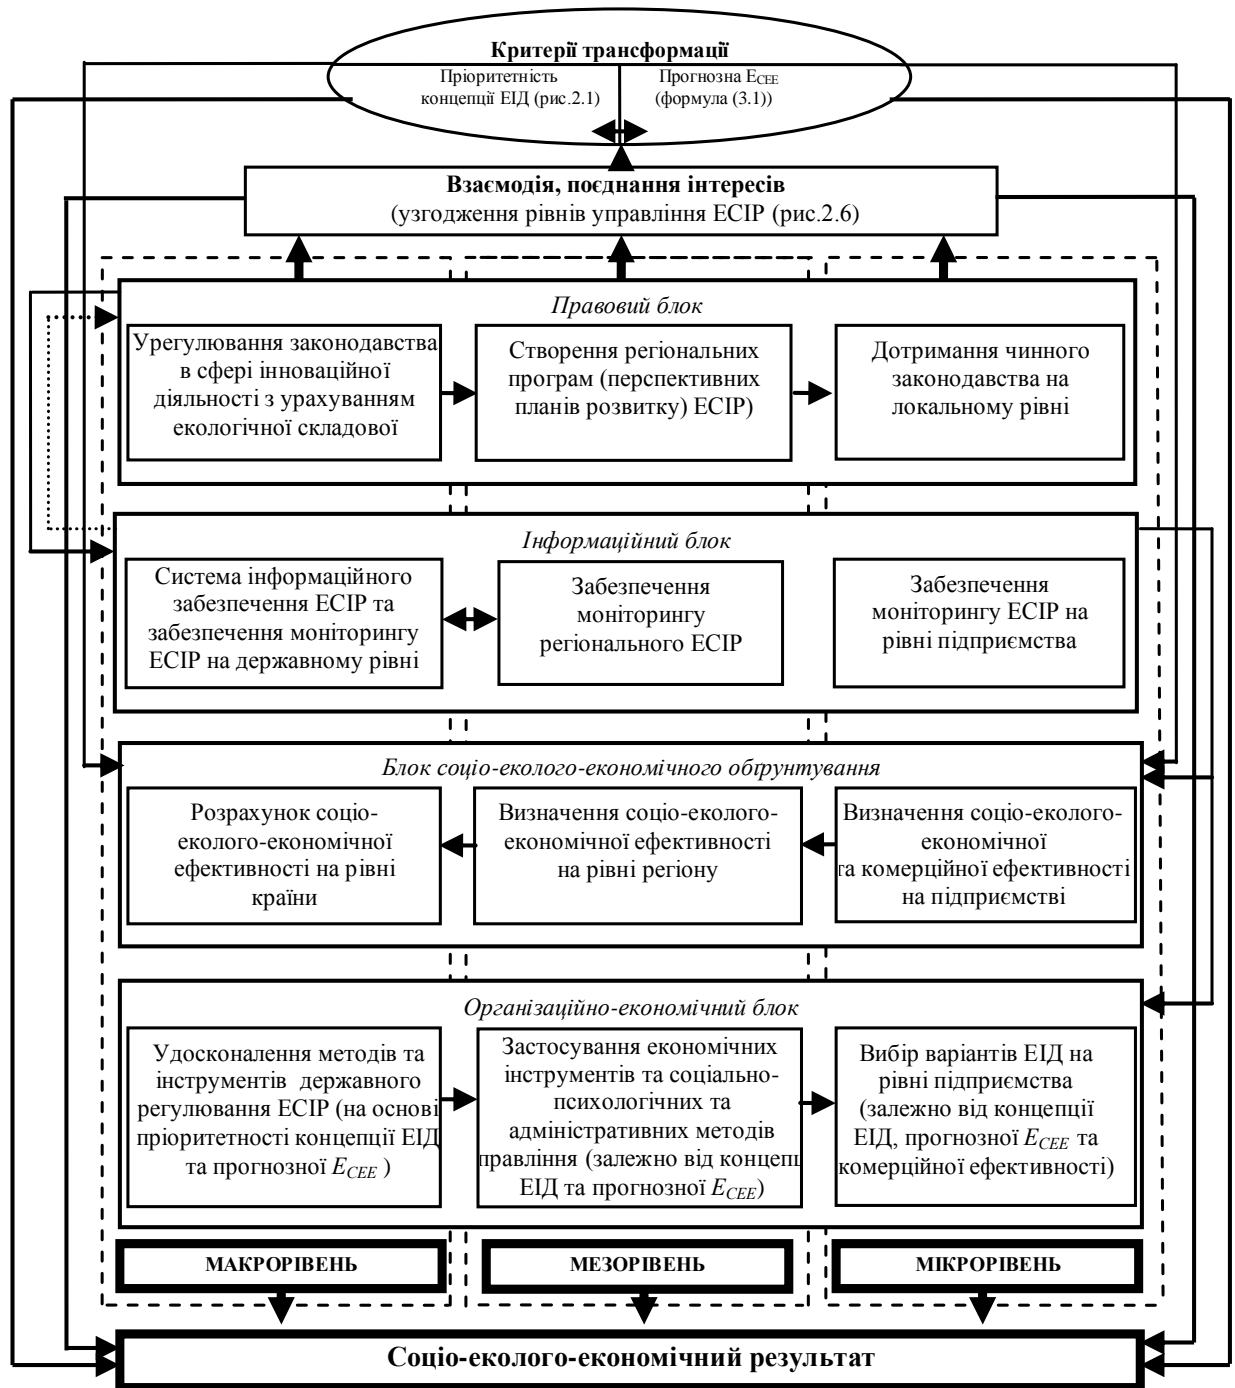 Критерії трансформації
Пріоритетність
концепції ЕІД (рис.2.1)
Прогнозна E_CEE
(формула (3.1))
Взаємодія, поєднання інтересів
(узгодження рівнів управління ЕСІР (рис.2.6)
Правовий блок
Урегулювання законодавства
в сфері інноваційної
діяльності з урахуванням
екологічної складової
Створення регіональних
програм (перспективних
планів розвитку) ЕСІР)
Дотримання чинного
законодавства на
локальному рівні
Інформаційний блок
Система інформаційного
забезпечення ЕСІР та
забезпечення моніторингу
ЕСІР на державному рівні
Забезпечення
моніторингу
регіонального ЕСІР
Забезпечення
моніторингу ЕСІР на
рівні підприємства
Блок соціо-еколого-економічного обґрунтування
Розрахунок соціо-
еколого-економічної
ефективності на рівні
країни
Визначення соціо-еколого-
економічної ефективності
на рівні регіону
Визначення соціо-еколого-
економічної
та комерційної ефективності
на підприємстві
Організаційно-економічний блок
Удосконалення методів та
інструментів державного
регулювання ЕСІР (на основі
пріоритетності концепції ЕІД
та прогнозної E_CEE )
Застосування економічних
інструментів та соціально-
психологічних та
адміністративних методів
правління (залежно від концепц
ЕІД та прогнозної E_CEE)
Вибір варіантів ЕІД на
рівні підприємства
(залежно від концепції
ЕІД, прогнозної E_CEE та
комерційної ефективності)
МАКРОРІВЕНЬ
МЕЗОРІВЕНЬ
МІКРОРІВЕНЬ
Соціо-еколого-економічний результат